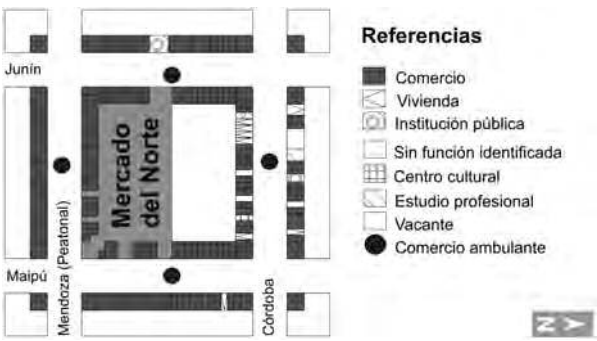 Junín
Mercado
del Norte
Mendoza (Peatonal)
Maipú
Córdoba
Referencias
Comercio
Vivienda
Institución pública
Sin función identificada
Centro cultural
Estudio profesional
Vacante
Comercio ambulante
N